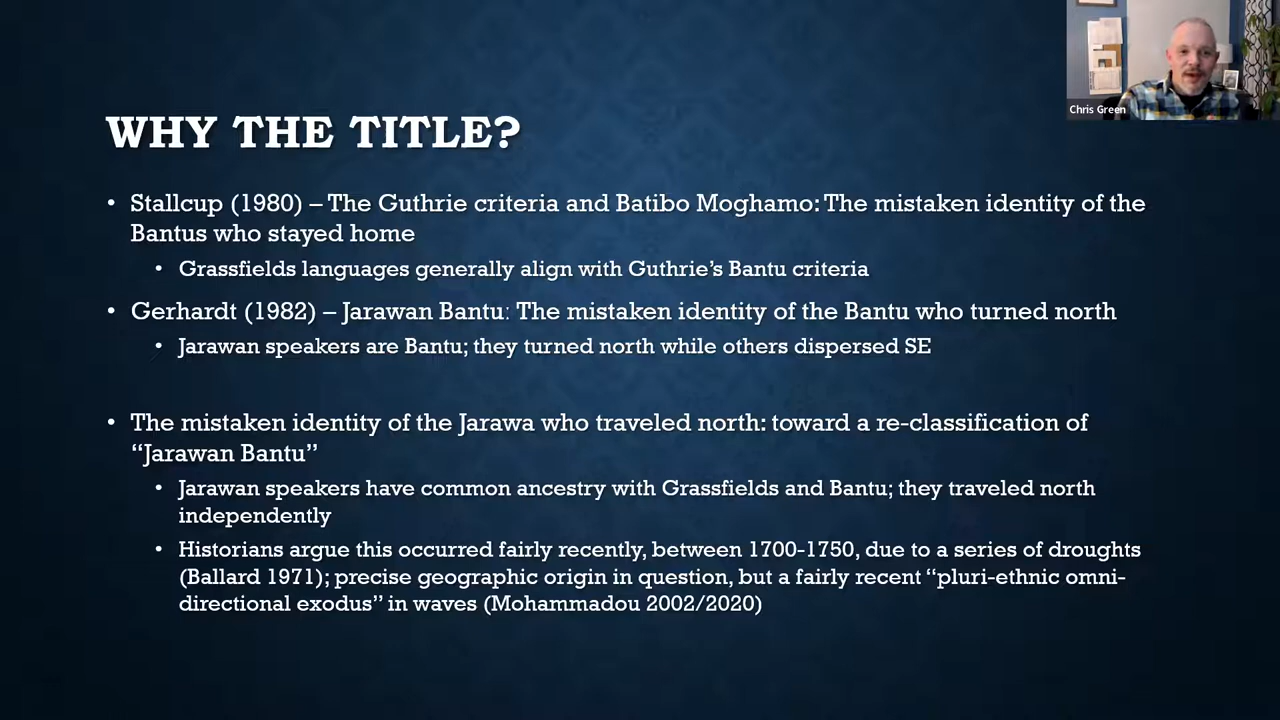 Chris Green
WHY THE TITLE?
• Stallcup (1980) – The Guthrie criteria and Batibo Moghamo: The mistaken identity of the
Bantus who stayed home
• Grassfields languages generally align with Guthrie’s Bantu criteria
• Gerhardt (1982) – Jarawan Bantu: The mistaken identity of the Bantu who turned north
• Jarawan speakers are Bantu; they turned north while others dispersed SE
• The mistaken identity of the Jarawa who traveled north: toward a re-classification of
“Jarawan Bantu”
• Jarawan speakers have common ancestry with Grassfields and Bantu; they traveled north
independently
• Historians argue this occurred fairly recently, between 1700-1750, due to a series of droughts
(Ballard 1971); precise geographic origin in question, but a fairly recent “pluri-ethnic omni-
directional exodus” in waves (Mohammadou 2002/2020)